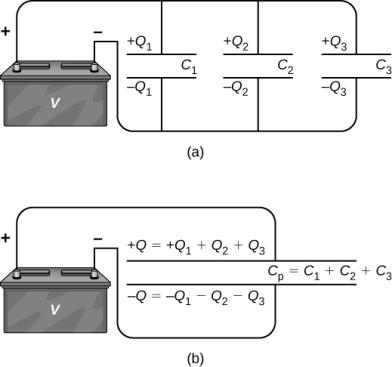 + –
+Q₁ +Q₂ +Q₃
C₁ C₂ C₃
V
–Q₁ –Q₂ –Q₃
(a)
+ –
+Q = +Q₁ + Q₂ + Q₃
Cₚ = C₁ + C₂ + C₃
V
–Q = –Q₁ – Q₂ – Q₃
(b)